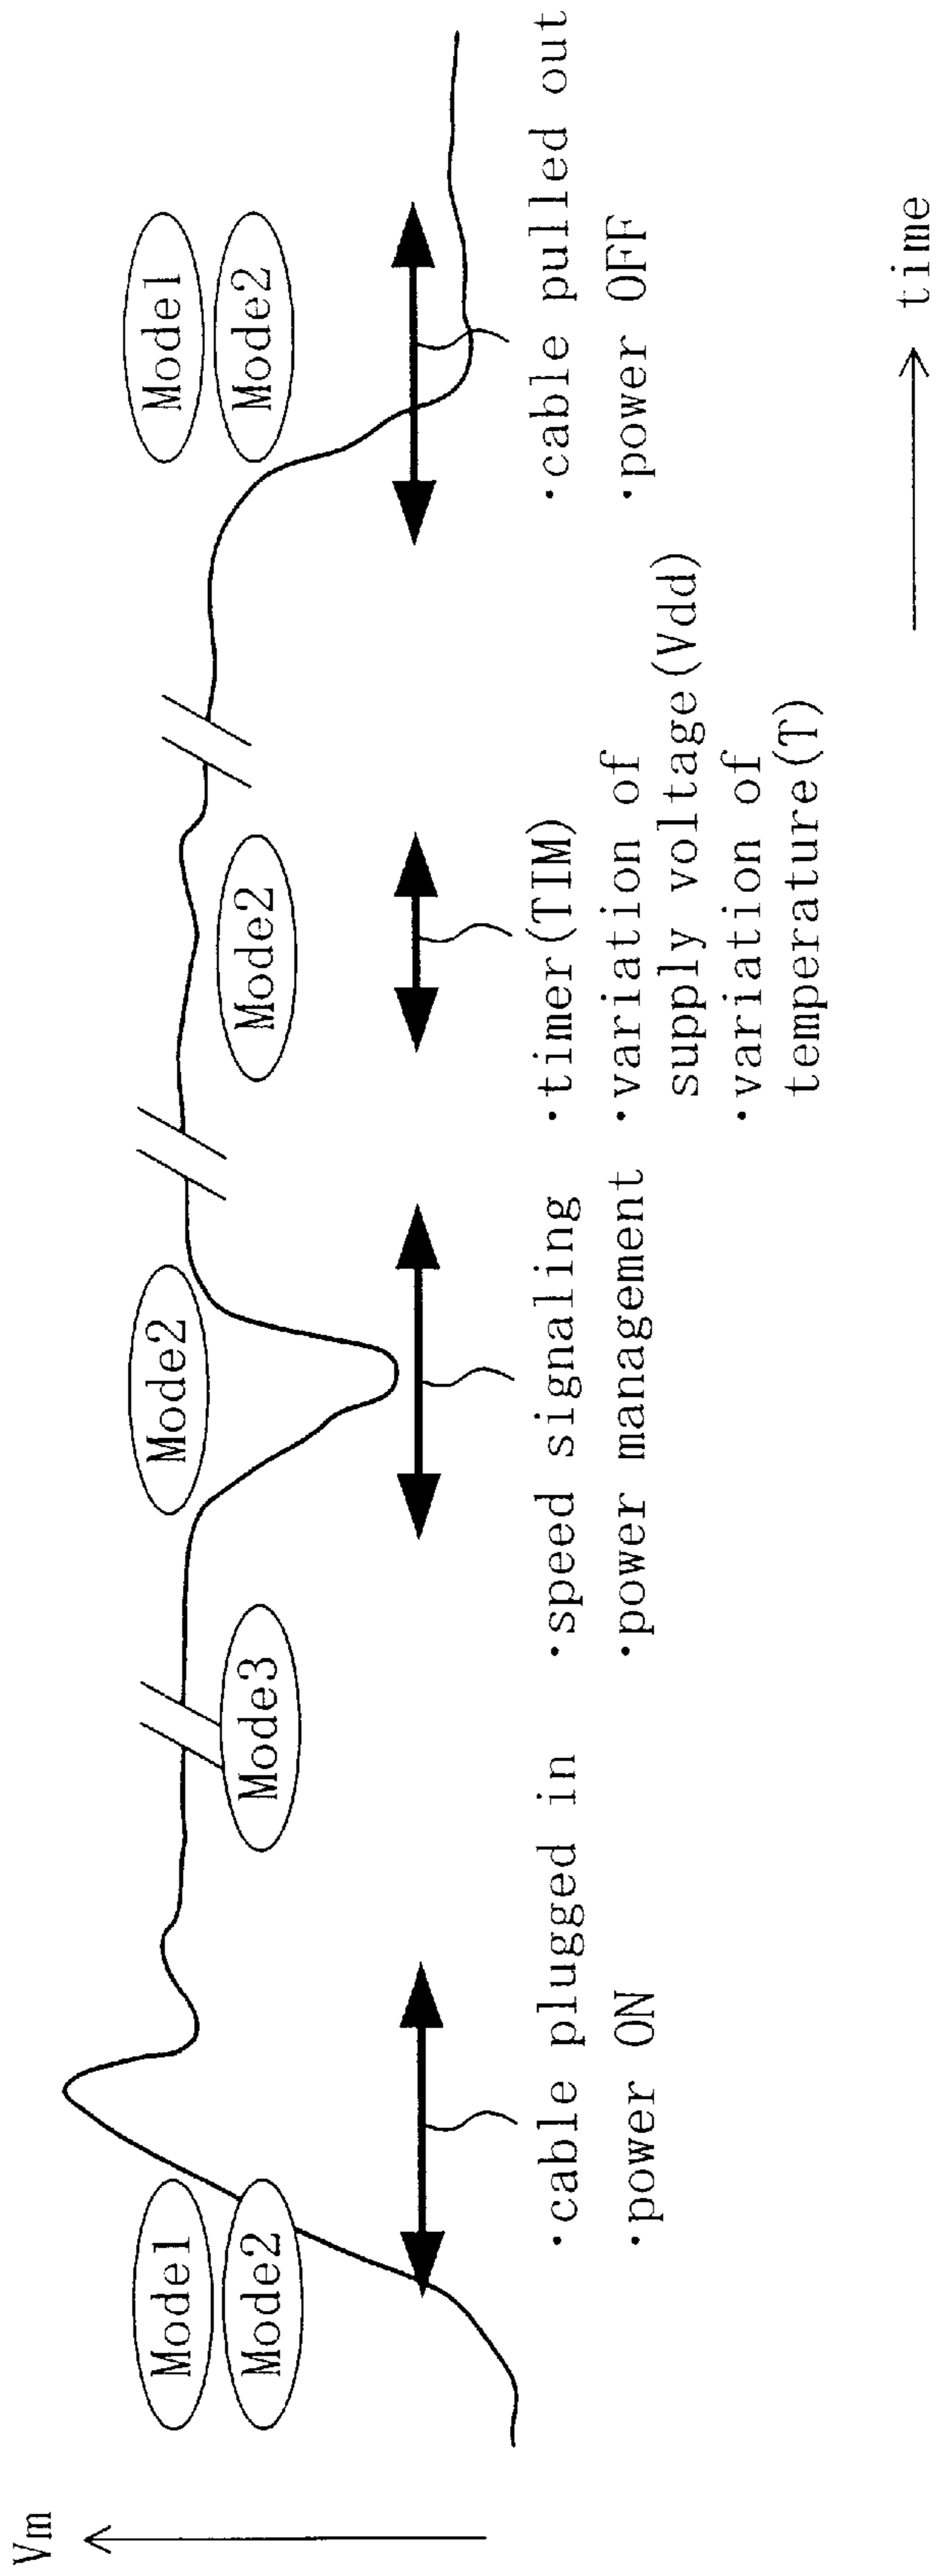 Vm
Mode1
Mode2
Mode3
Mode2
Mode2
Mode1
Mode2
·cable plugged in
·power ON
·speed signaling
·power management
·timer(TIM)
·variation of
supply voltage(Vdd)
·variation of
temperature(T)
·cable pulled out
·power OFF
time